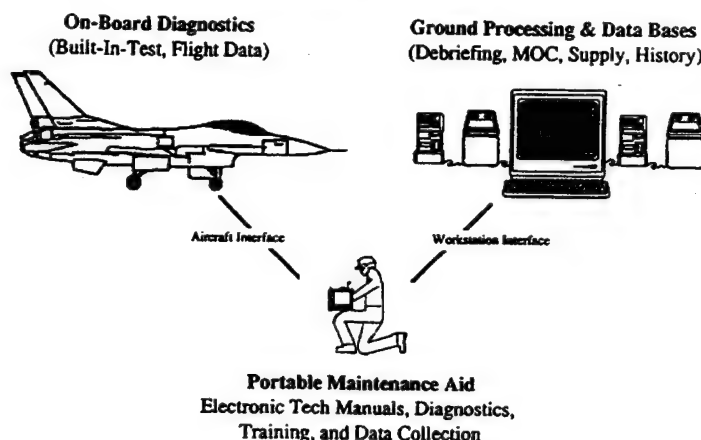 On-Board Diagnostics
(Built-In-Test, Flight Data)
Ground Processing & Data Bases
(Debriefing, MOC, Supply, History)
Aircraft Interface
Workstation Interface
Portable Maintenance Aid
Electronic Tech Manuals, Diagnostics,
Training, and Data Collection